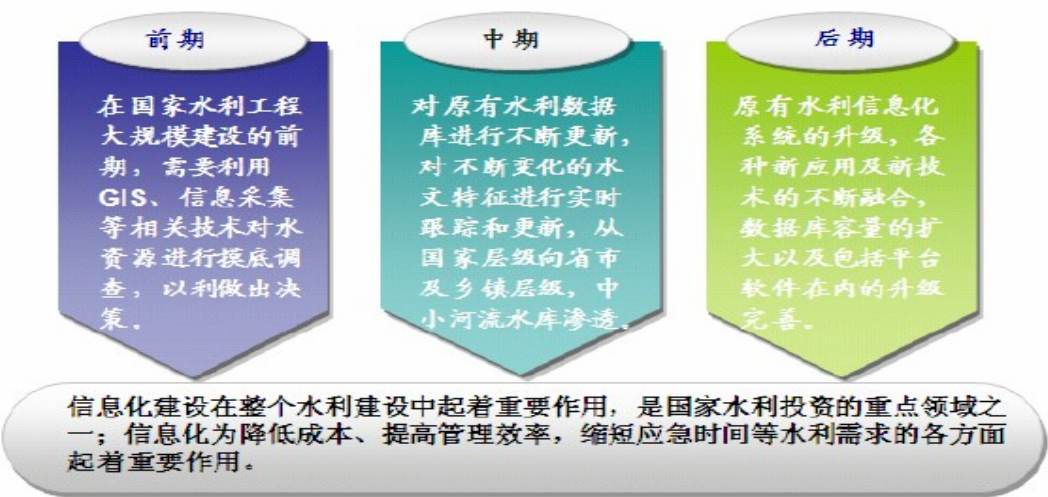 前期
在国家水利工程
大规模建设的前
期，需要利用
GIS、信息采集
等相关技术对水
资源进行摸底调
查，以利做出决
策。
中期
对原有水利数据
库进行不断更新，
对不断变化的水
文特征进行实时
跟踪和更新，从
国家层级向省市
及乡镇层级，中
小河流水库渗透。
后期
原有水利信息化
系统的升级，各
种新应用及新技
术的不断融合，
数据库容量的扩
大以及包括平台
软件在内的升级
完善。
信息化建设在整个水利建设中起着重要作用，是国家水利投资的重点领域之
一；信息化为降低成本、提高管理效率，缩短应急时间等水利需求的各方面
起着重要作用。